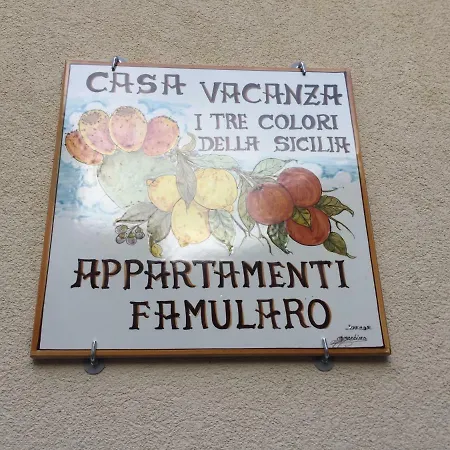 CASA VACANZA
I TRE COLORI
DELLA SICILIA
APPARTAMENTI
FAMULARO